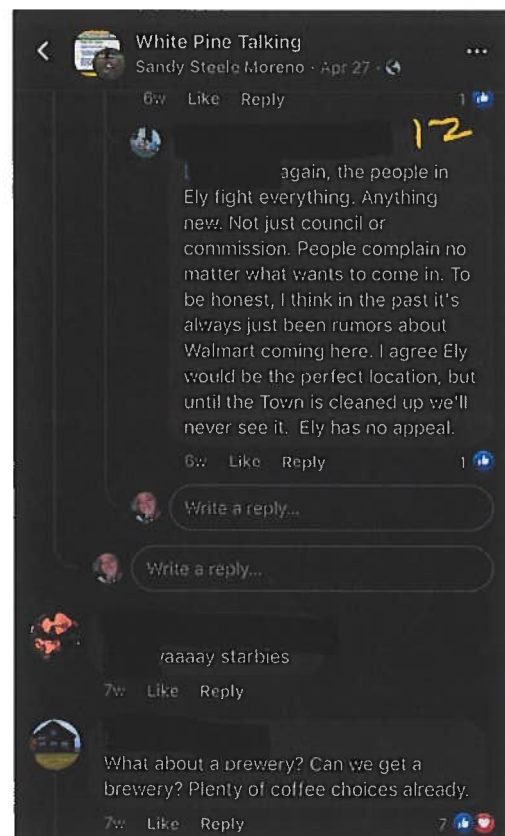 White Pine Talking
Sandy Steele Moreno · Apr 27 ·
6w Like Reply 1
12
again, the people in
Ely fight everything. Anything
new. Not just council or
commission. People complain no
matter what wants to come in. To
be honest, I think in the past it's
always just been rumors about
Walmart coming here. I agree Ely
would be the perfect location, but
until the Town is cleaned up we'll
never see it. Ely has no appeal.
6w Like Reply 1
Write a reply...
Write a reply...
starbies
7w Like Reply
What about a brewery? Can we get a
brewery? Plenty of coffee choices already.
7w Like Reply 7